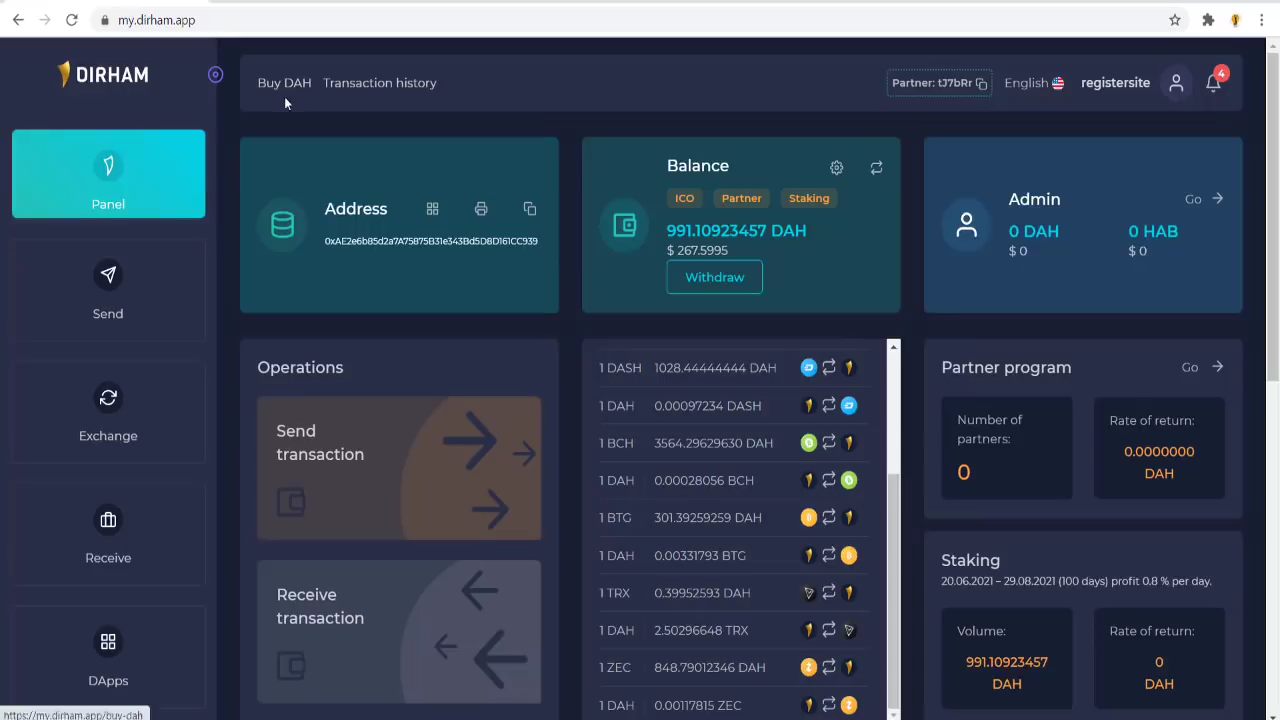 my.dirham.app
DIRHAM
Buy DAH
Transaction history
Partner: tJ7bRr
English
registersite
4
Panel
Send
Exchange
Receive
DApps
Address
0xAE2e6b85d2a7A75875B31e343Bd5D8D161CC939
Balance
ICO
Partner
Staking
991.10923457 DAH
$ 267.5995
Withdraw
Admin
Go
0 DAH
0 HAB
$ 0
$ 0
Operations
Send
transaction
Receive
transaction
1 DASH 1028.44444444 DAH
1 DAH 0.00097234 DASH
1 BCH 3564.29629630 DAH
1 DAH 0.00028056 BCH
1 BTG 301.39259259 DAH
1 DAH 0.00331793 BTG
1 TRX 0.39952593 DAH
1 DAH 2.50296648 TRX
1 ZEC 848.79012346 DAH
1 DAH 0.00117815 ZEC
Partner program
Go
Number of
partners:
0
Rate of return:
0.0000000
DAH
Staking
20.06.2021 – 29.08.2021 (100 days) profit 0.8 % per day.
Volume:
991.10923457
DAH
Rate of return:
0
DAH
https://my.dirham.app/buy-dah